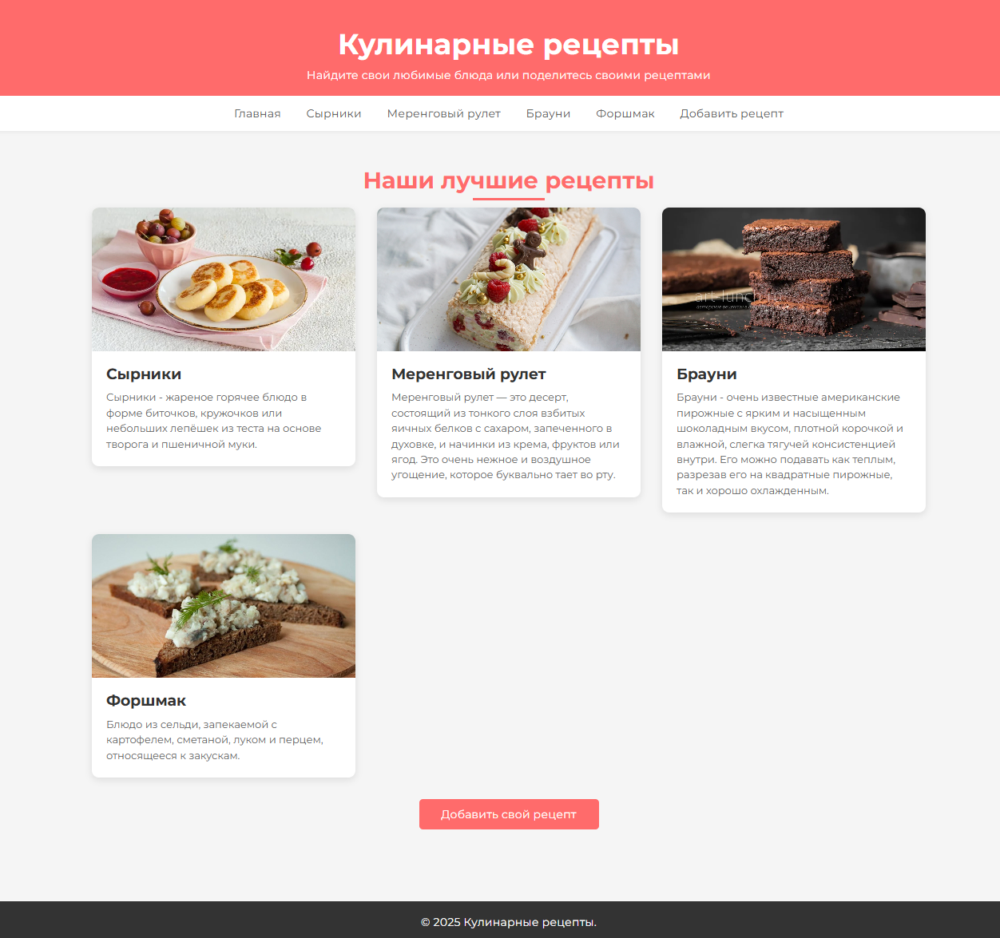 Кулинарные рецепты
Найдите свои любимые блюда или поделитесь своими рецептами
Главная Сырники Меренговый рулет Брауни Форшмак Добавить рецепт
Наши лучшие рецепты
Сырники
Сырники - жареное горячее блюдо в
форме биточков, кружочков или
небольших лепёшек из теста на основе
творога и пшеничной муки.
Меренговый рулет
Меренговый рулет — это десерт,
состоящий из тонкого слоя взбитых
яичных белков с сахаром, запеченного в
духовке, и начинки из крема, фруктов или
ягод. Это очень нежное и воздушное
угощение, которое буквально тает во рту.
art-lunch
авторские рецепты
Брауни
Брауни - очень известные американские
пирожные с ярким и насыщенным
шоколадным вкусом, плотной корочкой и
влажной, слегка тягучей консистенцией
внутри. Его можно подавать как теплым,
разрезав его на квадратные пирожные,
так и хорошо охлажденным.
Форшмак
Блюдо из сельди, запекаемой с
картофелем, сметаной, луком и перцем,
относящееся к закускам.
Добавить свой рецепт
© 2025 Кулинарные рецепты.